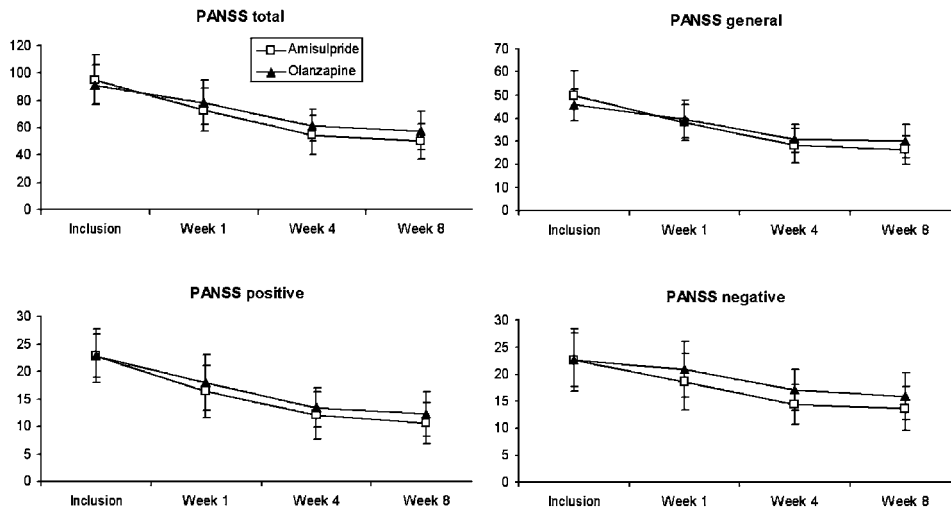 PANSS total
120
100
80
60
40
20
0
Amisulpride
Olanzapine
Inclusion Week 1 Week 4 Week 8
PANSS general
70
60
50
40
30
20
10
0
Inclusion Week 1 Week 4 Week 8
PANSS positive
30
25
20
15
10
5
0
Inclusion Week 1 Week 4 Week 8
PANSS negative
30
25
20
15
10
5
0
Inclusion Week 1 Week 4 Week 8